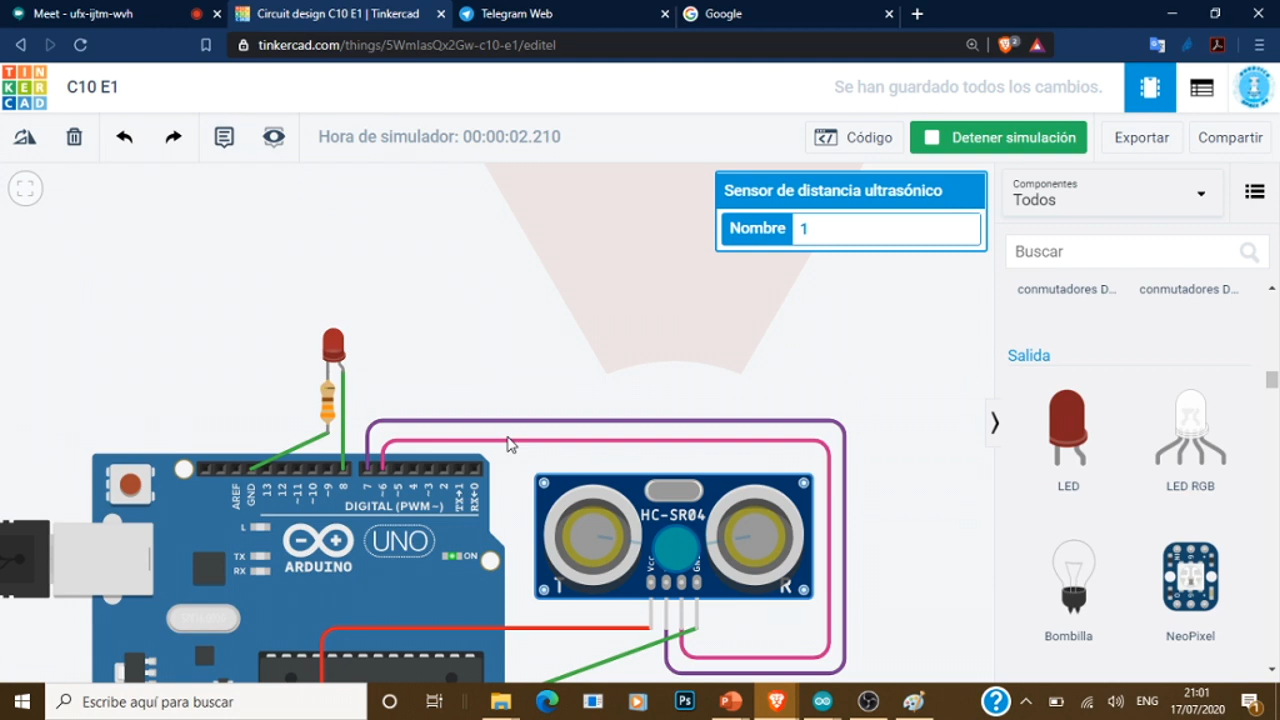 Meet - ufx-ijtm-wvh
Circuit design C10 E1 | Tinkercad
Telegram Web
Google
tinkercad.com/things/5WmIasQx2Gw-c10-e1/editel
2
TIN
KER
CAD
C10 E1
Se han guardado todos los cambios.
Hora de simulador: 00:00:02.210
Código
Detener simulación
Exportar
Compartir
Sensor de distancia ultrasónico
Nombre
1
Componentes
Todos
Buscar
conmutadores D...
conmutadores D...
Salida
LED
LED RGB
Bombilla
NeoPixel
AREF
GND
13
12
~11
~10
~9
8
7
~6
~5
4
~3
2
TX→1
RX←0
DIGITAL (PWM~)
L
TX
RX
UNO
ARDUINO
ON
HC-SR04
Vcc
T
R
Escribe aquí para buscar
Ps
ENG
21:01
17/07/2020
1